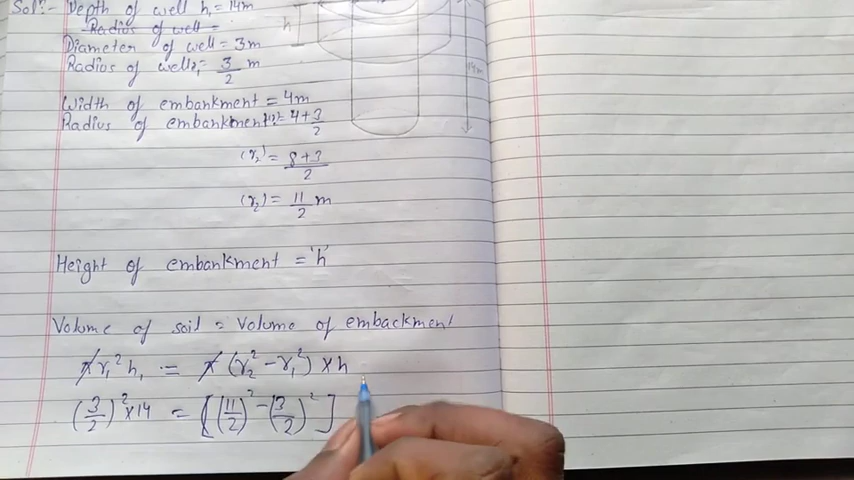 Sol:- Depth of well h₁ = 14m
Radius of well =
Diameter of well = 3m
Radius of well r₁ = 3/2 m
Width of embankment = 4m
Radius of embankment (r₂) = 4 + 3/2
(r₂) = 8+3/2
(r₂) = 11/2 m
Height of embankment = 'h'
Volume of soil = Volume of embackment
π r₁² h₁ = π (r₂² - r₁²) × h
(3/2)² × 14 = [(11/2)² - (3/2)²]
h
14m